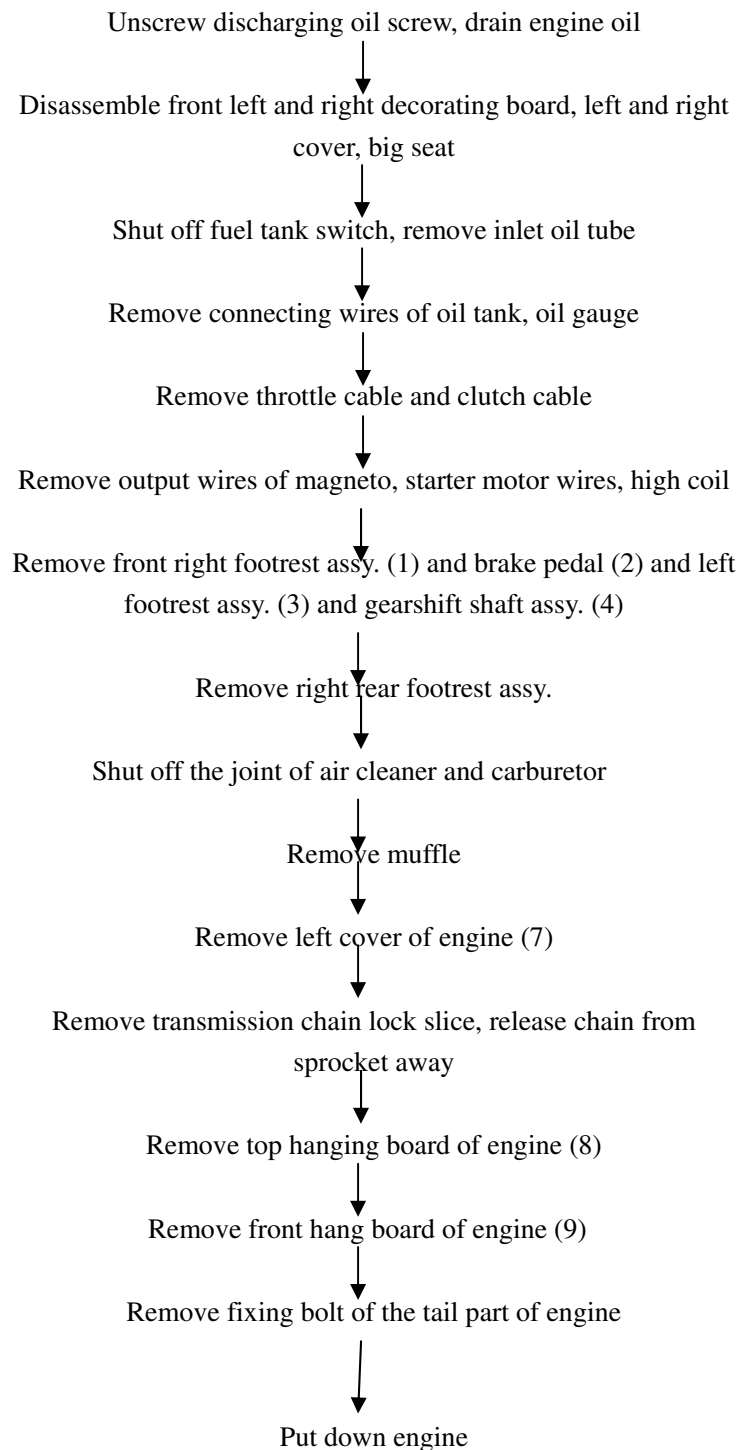 Unscrew discharging oil screw, drain engine oil
Disassemble front left and right decorating board, left and right
cover, big seat
Shut off fuel tank switch, remove inlet oil tube
Remove connecting wires of oil tank, oil gauge
Remove throttle cable and clutch cable
Remove output wires of magneto, starter motor wires, high coil
Remove front right footrest assy. (1) and brake pedal (2) and left
footrest assy. (3) and gearshift shaft assy. (4)
Remove right rear footrest assy.
Shut off the joint of air cleaner and carburetor
Remove muffle
Remove left cover of engine (7)
Remove transmission chain lock slice, release chain from
sprocket away
Remove top hanging board of engine (8)
Remove front hang board of engine (9)
Remove fixing bolt of the tail part of engine
Put down engine